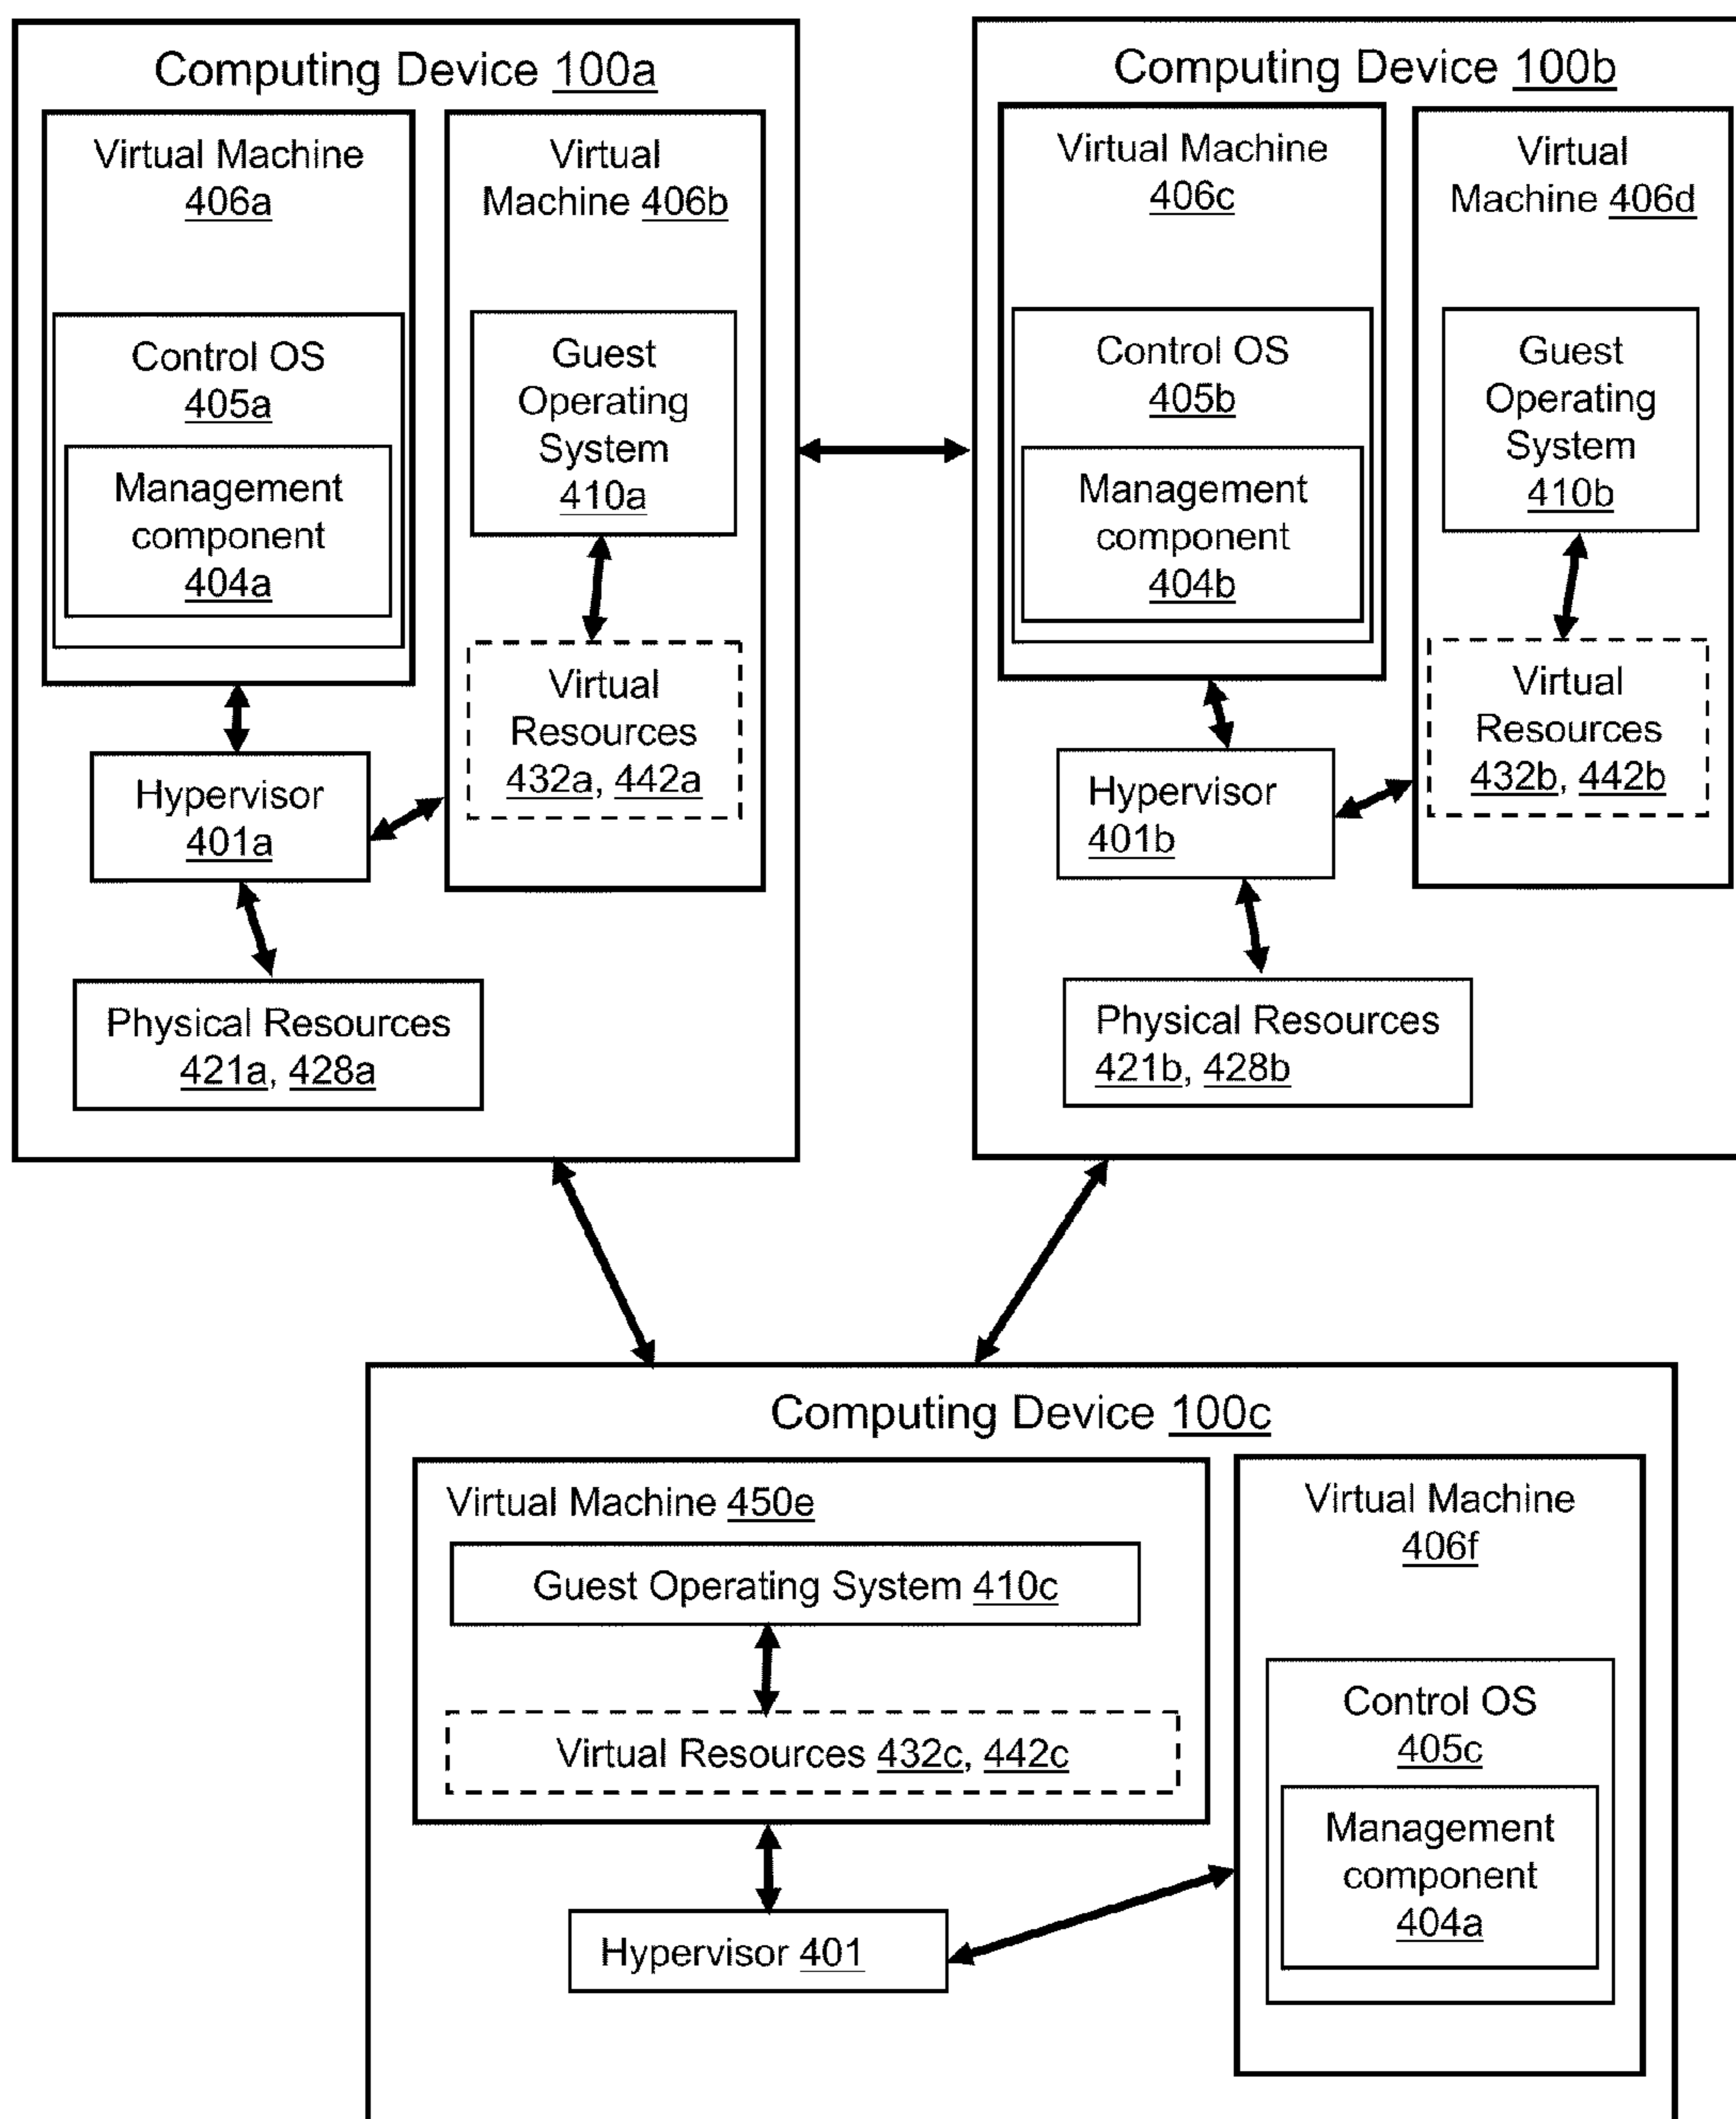 Computing Device 100a
Virtual Machine
406a
Control OS
405a
Management
component
404a
Virtual
Machine 406b
Guest
Operating
System
410a
Virtual
Resources
432a, 442a
Hypervisor
401a
Physical Resources
421a, 428a
Computing Device 100b
Virtual Machine
406c
Control OS
405b
Management
component
404b
Virtual
Machine 406d
Guest
Operating
System
410b
Virtual
Resources
432b, 442b
Hypervisor
401b
Physical Resources
421b, 428b
Computing Device 100c
Virtual Machine 450e
Guest Operating System 410c
Virtual Resources 432c, 442c
Hypervisor 401
Virtual Machine
406f
Control OS
405c
Management
component
404a